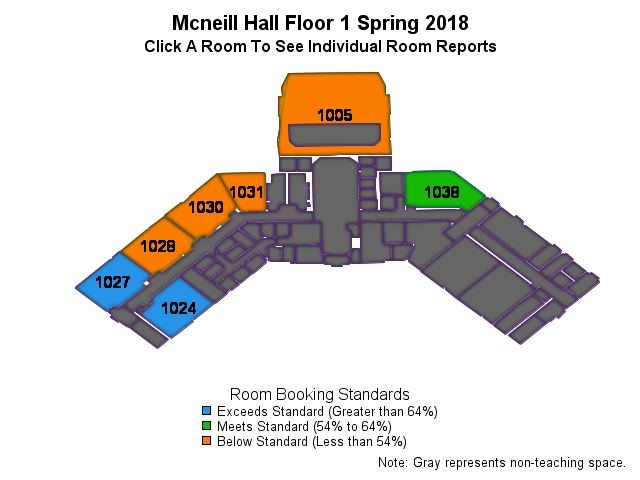 Mcneill Hall Floor 1 Spring 2018
Click A Room To See Individual Room Reports
1005
1031
1038
1030
1028
1027
1024
Room Booking Standards
Exceeds Standard (Greater than 64%)
Meets Standard (54% to 64%)
Below Standard (Less than 54%)
Note: Gray represents non-teaching space.